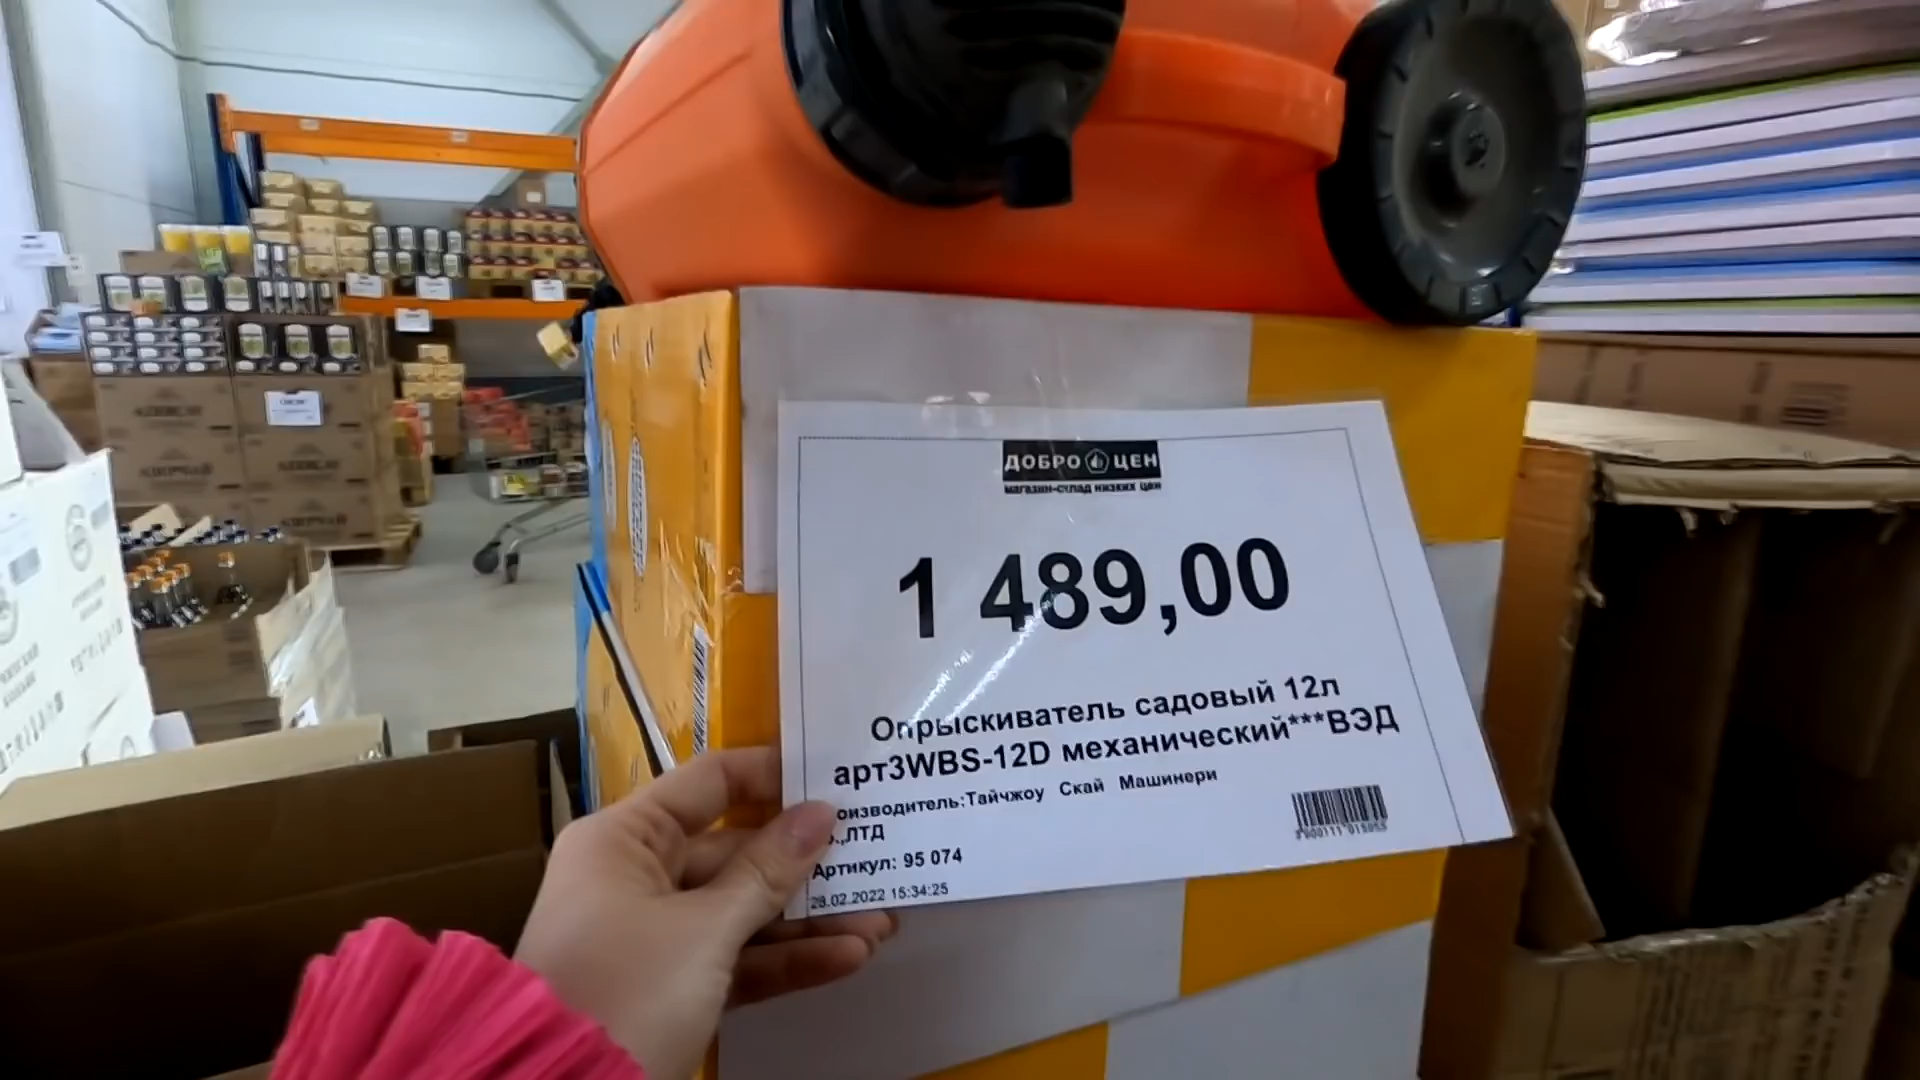 ДОБРО ЦЕН
магазин-склад низких цен
1 489,00
Опрыскиватель садовый 12л
арт3WBS-12D механический***ВЭД
оизводитель:Тайчжоу Скай Машинери
.,ЛТД
Артикул: 95 074
28.02.2022 15:34:25